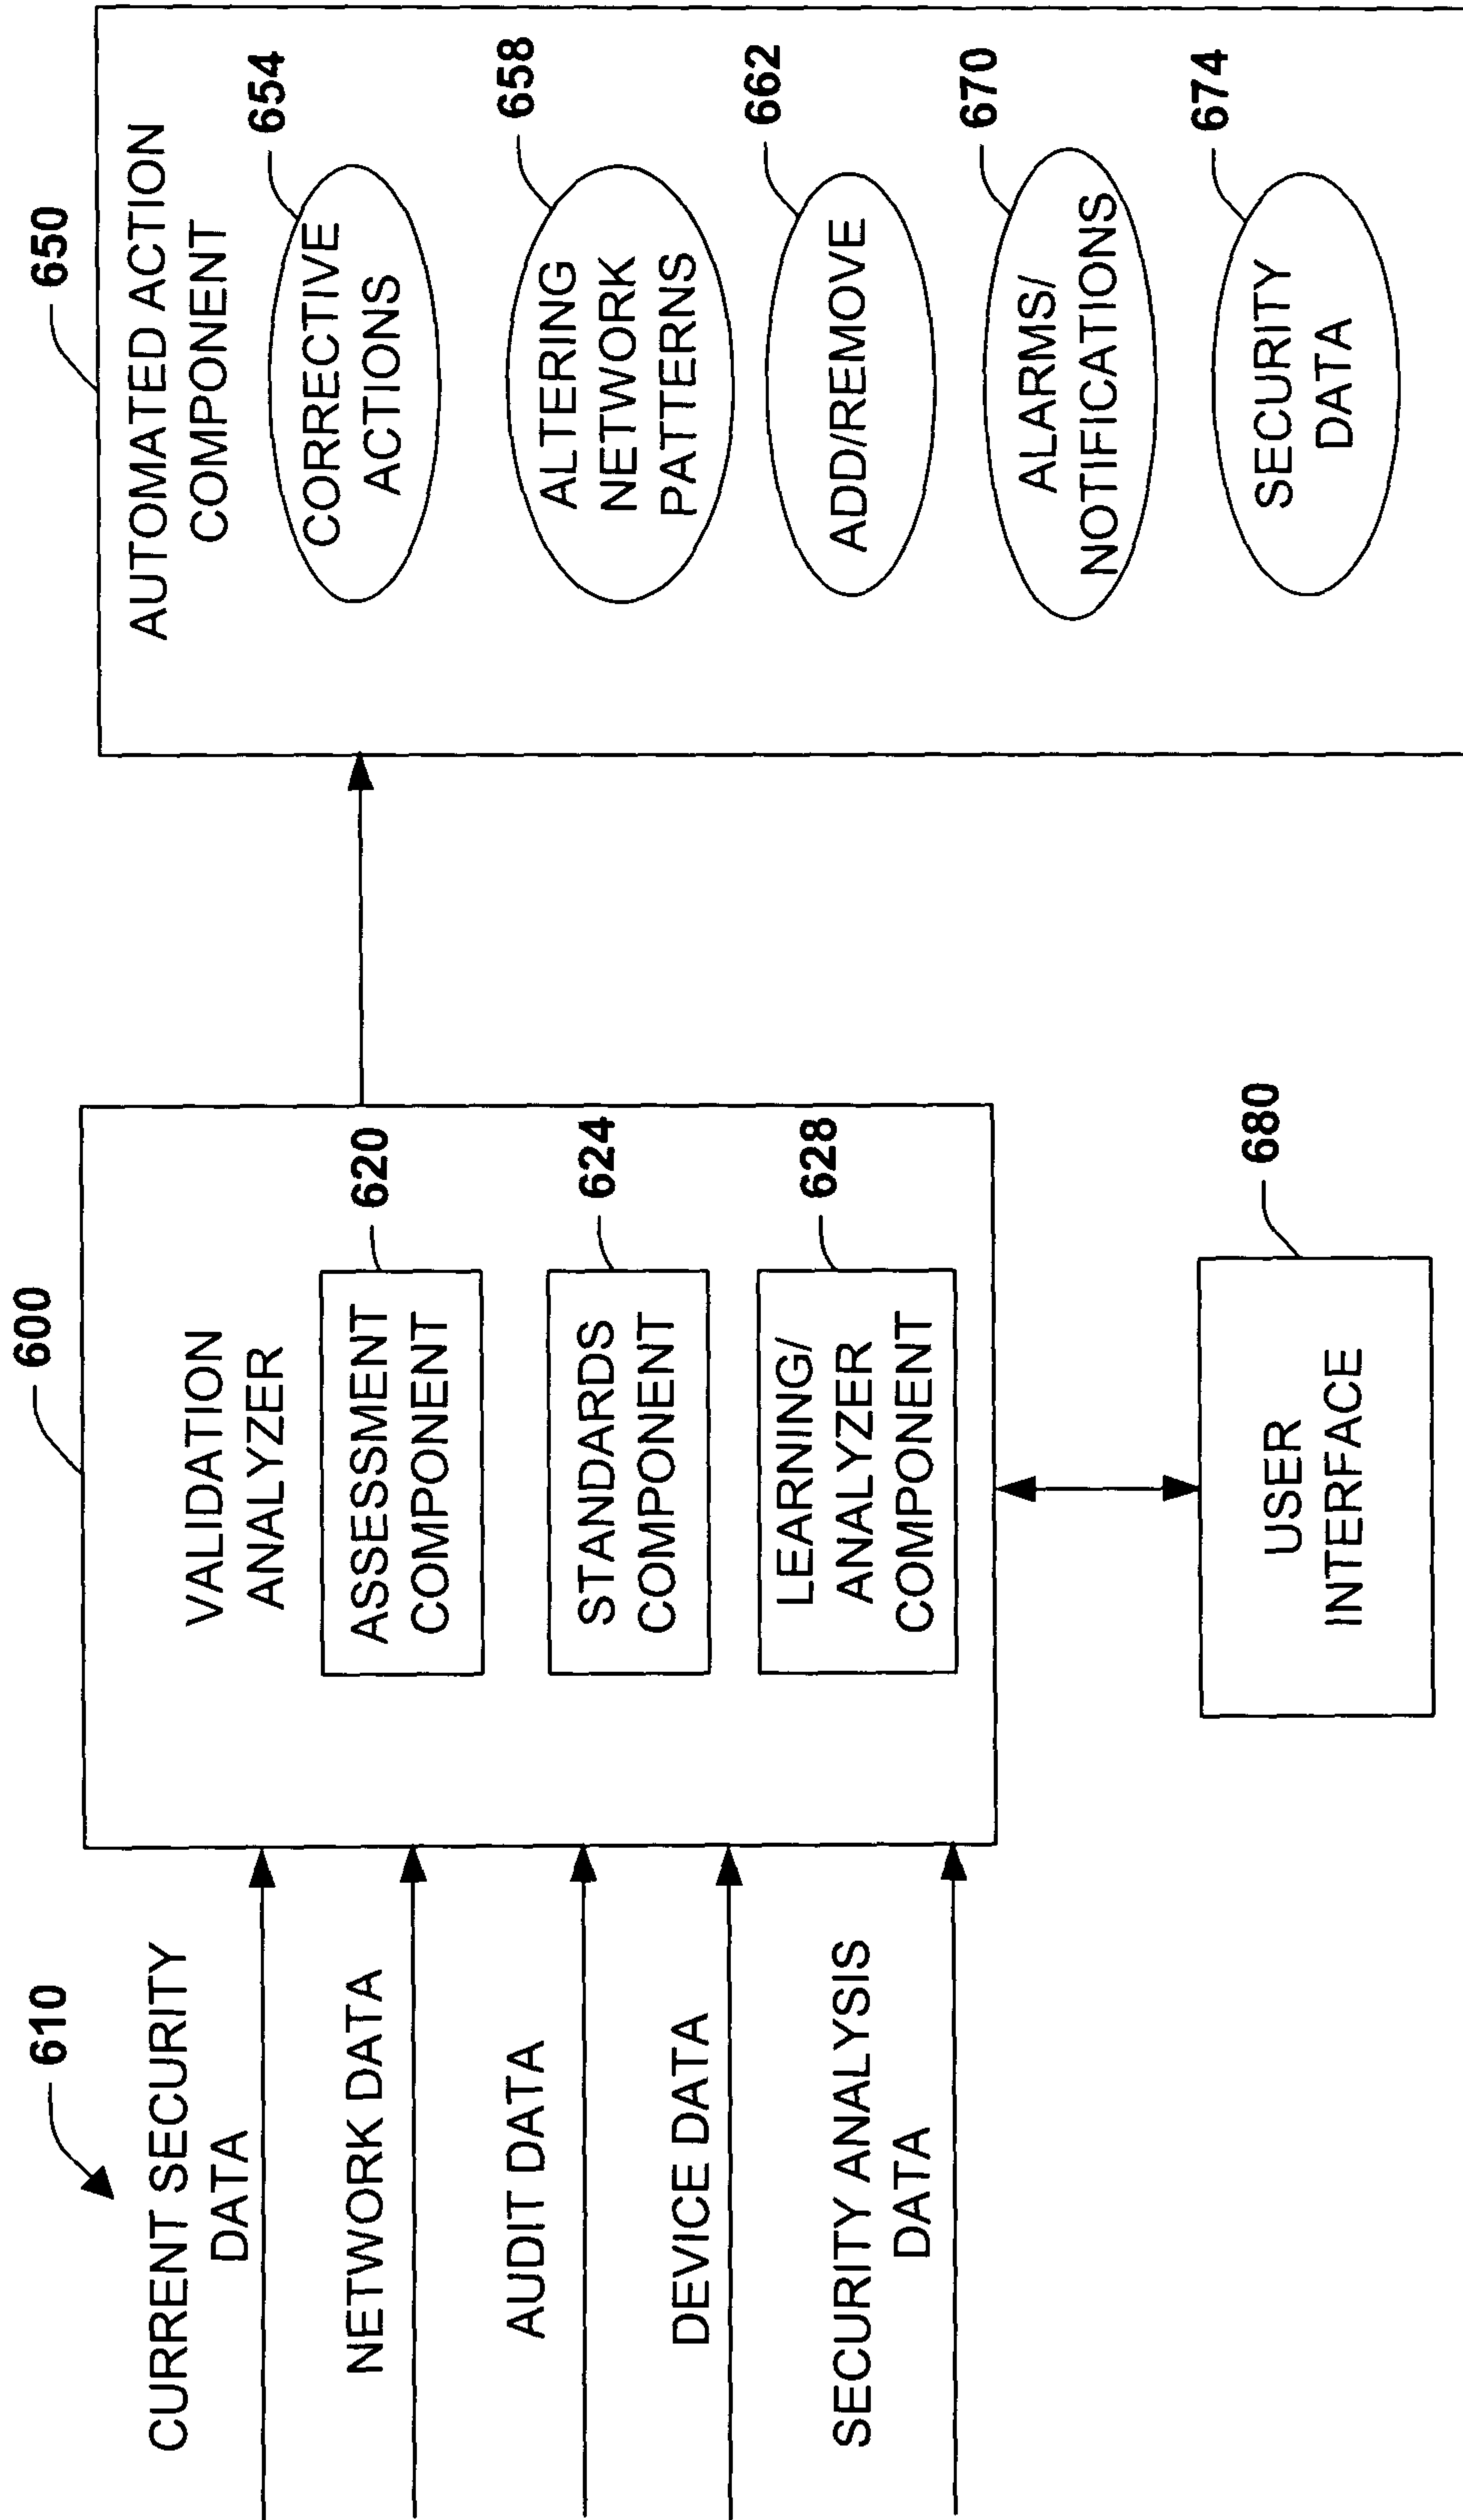 610
CURRENT SECURITY
DATA
NETWORK DATA
AUDIT DATA
DEVICE DATA
SECURITY ANALYSIS
DATA
600
VALIDATION
ANALYZER
620
ASSESSMENT
COMPONENT
624
STANDARDS
COMPONENT
628
LEARNING/
ANALYZER
COMPONENT
680
USER
INTERFACE
650
AUTOMATED ACTION
COMPONENT
654
CORRECTIVE
ACTIONS
658
ALTERING
NETWORK
PATTERNS
662
ADD/REMOVE
670
ALARMS/
NOTIFICATIONS
674
SECURITY
DATA